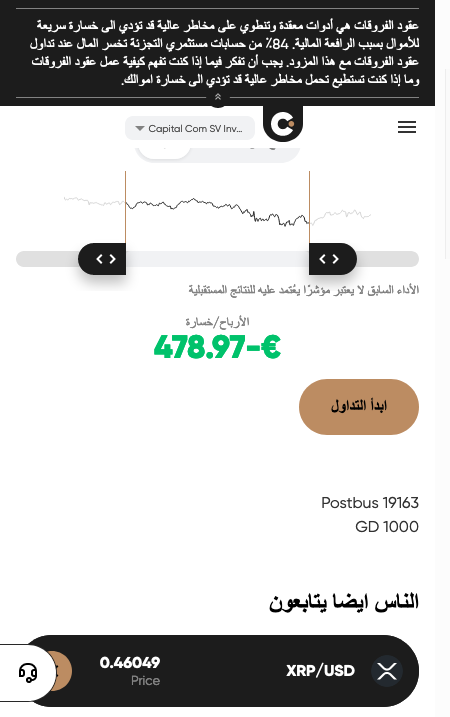 عقود الفروقات هي أدوات معقدة وتنطوي على مخاطر عالية قد تؤدي الى خسارة سريعة
للأموال بسبب الرافعة المالية. 84٪ من حسابات مستثمري التجزئة تخسر المال عند تداول
عقود الفروقات مع هذا المزود. يجب أن تفكر فيما إذا كنت تفهم كيفية عمل عقود الفروقات
وما إذا كنت تستطيع تحمل مخاطر عالية قد تؤدي الى خسارة اموالك.
Capital Com SV Inv...
الأداء السابق لا يعتبر مؤشرًا يُعتمد عليه للنتائج المستقبلية
الأرباح/خسارة
478.97-€
ابدأ التداول
Postbus 19163
GD 1000
الناس ايضا يتابعون
XRP/USD
0.46049
Price